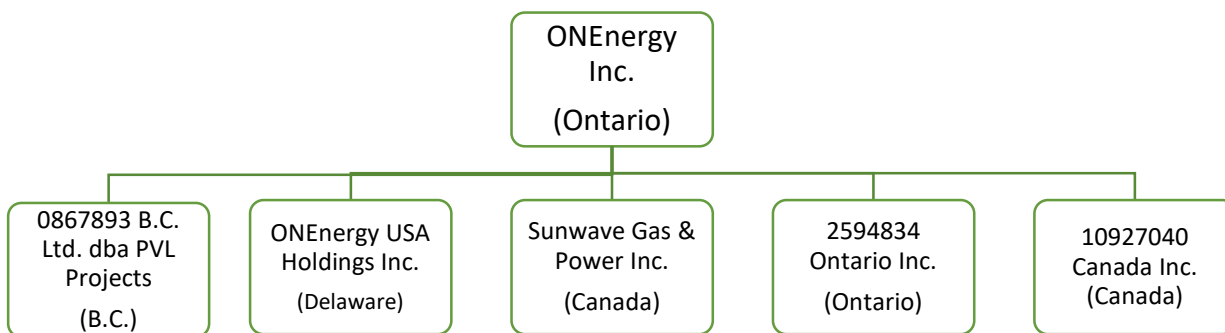 ONEnergy
Inc.
(Ontario)
0867893 B.C.
Ltd. dba PVL
Projects
(B.C.)
ONEnergy USA
Holdings Inc.
(Delaware)
Sunwave Gas &
Power Inc.
(Canada)
2594834
Ontario Inc.
(Ontario)
10927040
Canada Inc.
(Canada)